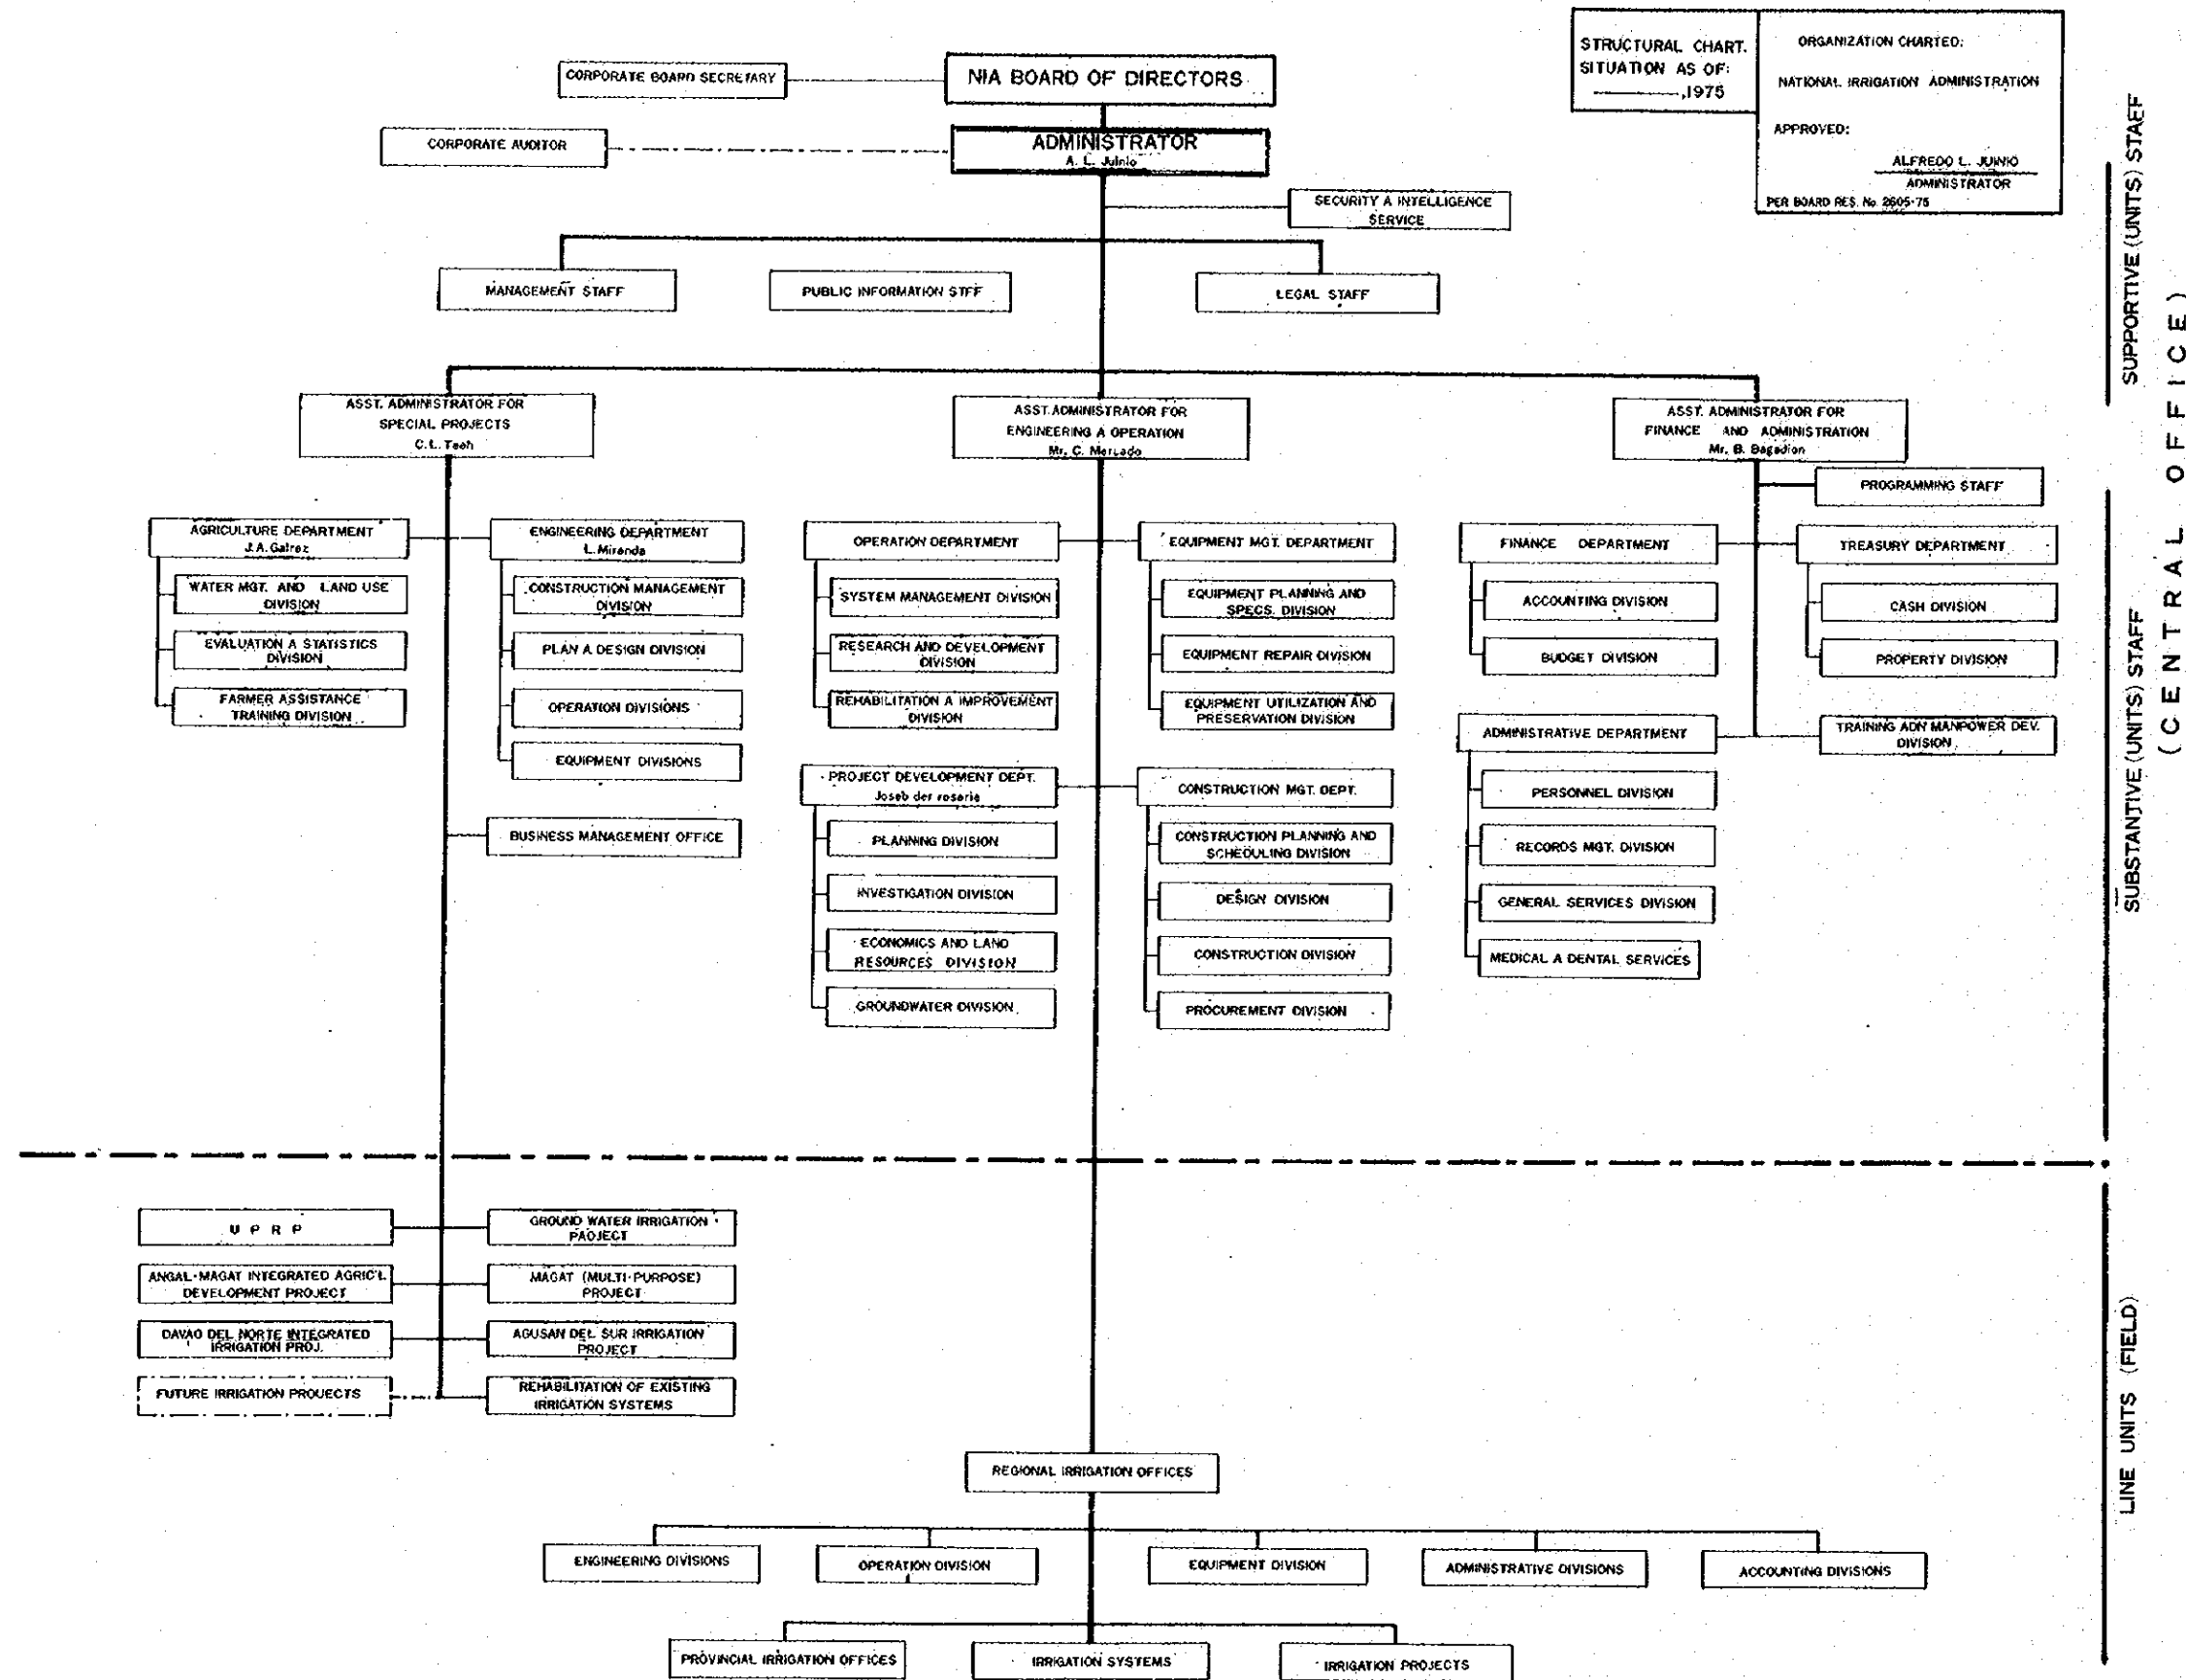 STRUCTURAL CHART.
SITUATION AS OF:
,1975
ORGANIZATION CHARTED:
NATIONAL IRRIGATION ADMINISTRATION
APPROVED:
ALFREDO L. JUINIO
ADMINISTRATOR
PER BOARD RES. No. 2605-75
CORPORATE BOARD SECRETARY
NIA BOARD OF DIRECTORS
CORPORATE AUDITOR
ADMINISTRATOR
A. L. Juinio
SECURITY A INTELLIGENCE
SERVICE
MANAGEMENT STAFF
PUBLIC INFORMATION STFF
LEGAL STAFF
ASST. ADMINISTRATOR FOR
SPECIAL PROJECTS
C.L. Tech
ASST. ADMINISTRATOR FOR
ENGINEERING A OPERATION
Mr. C. Mercado
ASST. ADMINISTRATOR FOR
FINANCE AND ADMINISTRATION
Mr. B. Bagadion
PROGRAMMING STAFF
AGRICULTURE DEPARTMENT
J.A. Galrez
WATER MGT. AND LAND USE
DIVISION
EVALUATION A STATISTICS
DIVISION
FARMER ASSISTANCE
TRAINING DIVISION
ENGINEERING DEPARTMENT
L. Miranda
CONSTRUCTION MANAGEMENT
DIVISION
PLAN A DESIGN DIVISION
OPERATION DIVISIONS
EQUIPMENT DIVISIONS
BUSINESS MANAGEMENT OFFICE
OPERATION DEPARTMENT
SYSTEM MANAGEMENT DIVISION
RESEARCH AND DEVELOPMENT
DIVISION
REHABILITATION A IMPROVEMENT
DIVISION
EQUIPMENT MGT. DEPARTMENT
EQUIPMENT PLANNING AND
SPECS. DIVISION
EQUIPMENT REPAIR DIVISION
EQUIPMENT UTILIZATION AND
PRESERVATION DIVISION
PROJECT DEVELOPMENT DEPT.
Joseb der rosarie
PLANNING DIVISION
INVESTIGATION DIVISION
ECONOMICS AND LAND
RESOURCES DIVISION
GROUNDWATER DIVISION
CONSTRUCTION MGT. DEPT.
CONSTRUCTION PLANNING AND
SCHEDULING DIVISION
DESIGN DIVISION
CONSTRUCTION DIVISION
PROCUREMENT DIVISION
FINANCE DEPARTMENT
ACCOUNTING DIVISION
BUDGET DIVISION
TREASURY DEPARTMENT
CASH DIVISION
PROPERTY DIVISION
ADMINISTRATIVE DEPARTMENT
PERSONNEL DIVISION
RECORDS MGT. DIVISION
GENERAL SERVICES DIVISION
MEDICAL A DENTAL SERVICES
TRAINING ADN MANPOWER DEV.
DIVISION
U P R P
ANGAL-MAGAT INTEGRATED AGRIC'L
DEVELOPMENT PROJECT
DAVAO DEL NORTE INTEGRATED
IRRIGATION PROJ.
FUTURE IRRIGATION PROUECTS
GROUND WATER IRRIGATION
PAOJECT
MAGAT (MULTI-PURPOSE)
PROJECT
AGUSAN DEL SUR IRRIGATION
PROJECT
REHABILITATION OF EXISTING
IRRIGATION SYSTEMS
REGIONAL IRRIGATION OFFICES
ENGINEERING DIVISIONS
OPERATION DIVISION
EQUIPMENT DIVISION
ADMINISTRATIVE DIVISIONS
ACCOUNTING DIVISIONS
PROVINCIAL IRRIGATION OFFICES
IRRIGATION SYSTEMS
IRRIGATION PROJECTS
SUPPORTIVE (UNITS) STAFF
SUBSTANTIVE (UNITS) STAFF
(CENTRAL OFFICE)
LINE UNITS (FIELD)